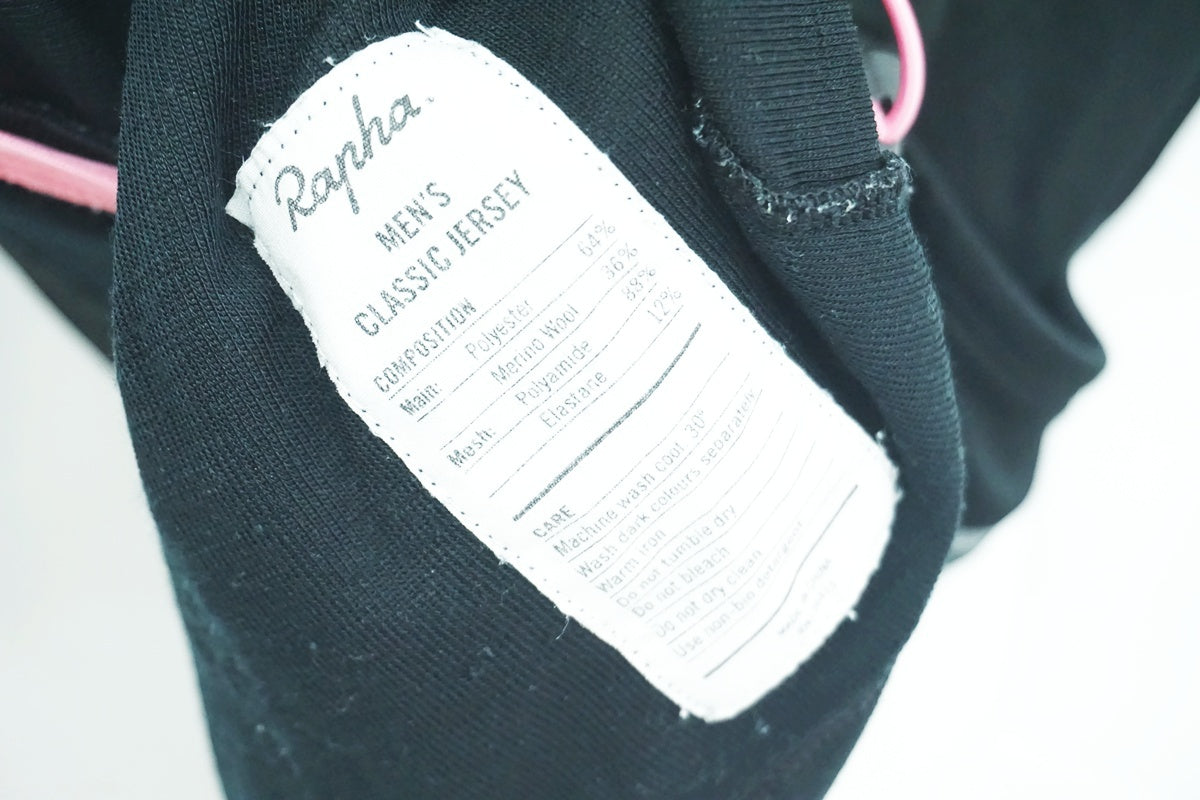 Rapha.
MEN'S
CLASSIC JERSEY
COMPOSITION
Main: Polyester 64%
Merino Wool 36%
Mesh: Polyamide 88%
Elastane 12%
CARE
Machine wash cool 30°
Wash dark colours separately
Warm iron
Do not tumble dry
Do not bleach
Do not dry clean
Use non-bio detergent